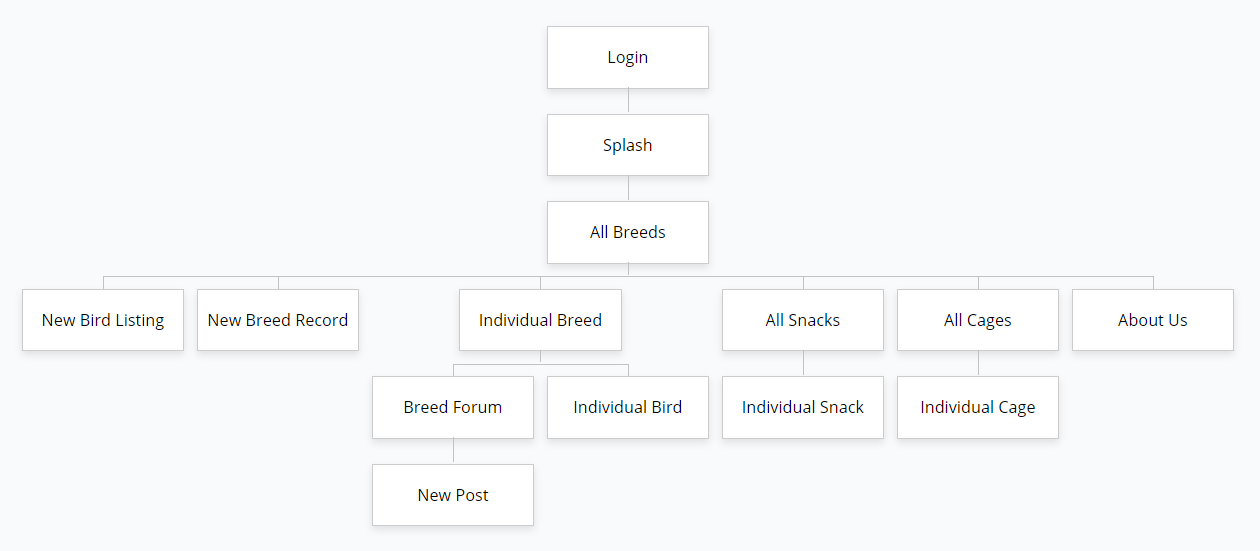 Login
Splash
All Breeds
New Bird Listing
New Breed Record
Individual Breed
All Snacks
All Cages
About Us
Breed Forum
Individual Bird
Individual Snack
Individual Cage
New Post